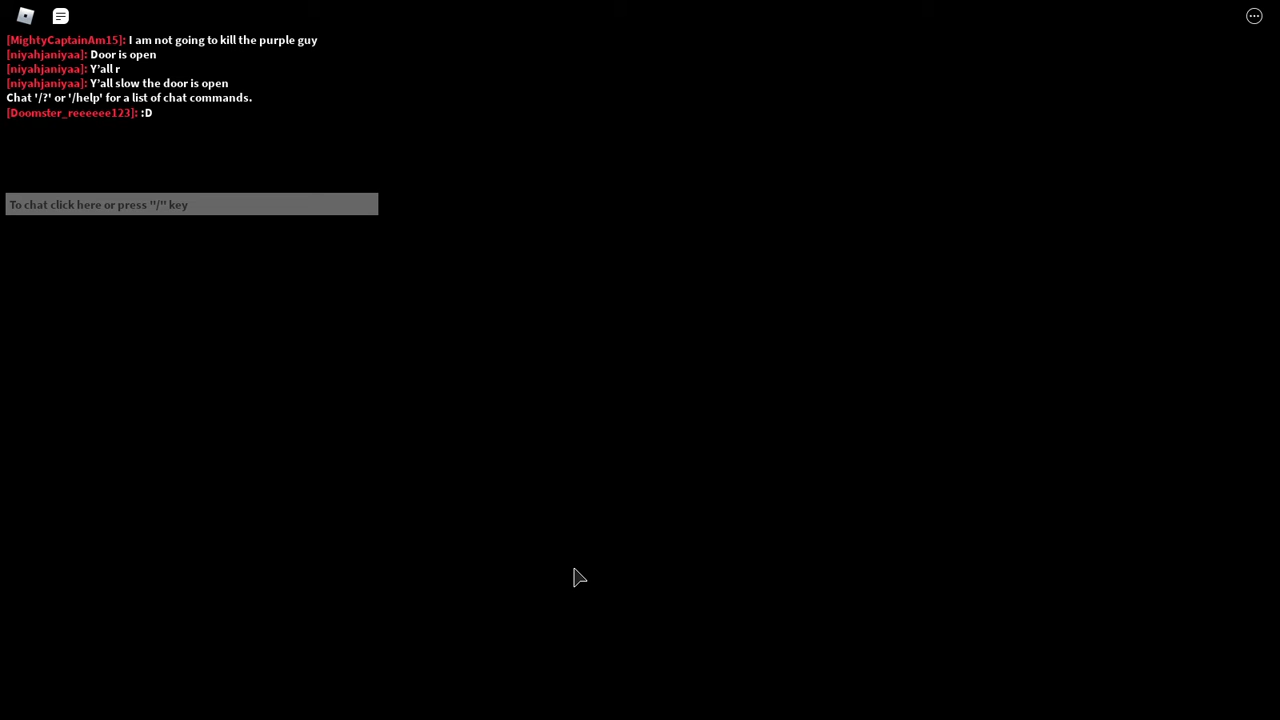 [MightyCaptainAm15]: I am not going to kill the purple guy
[niyahjaniyaa]: Door is open
[niyahjaniyaa]: Y'all r
[niyahjaniyaa]: Y'all slow the door is open
Chat '/?' or '/help' for a list of chat commands.
[Doomster_reeeeee123]: :D
To chat click here or press "/" key